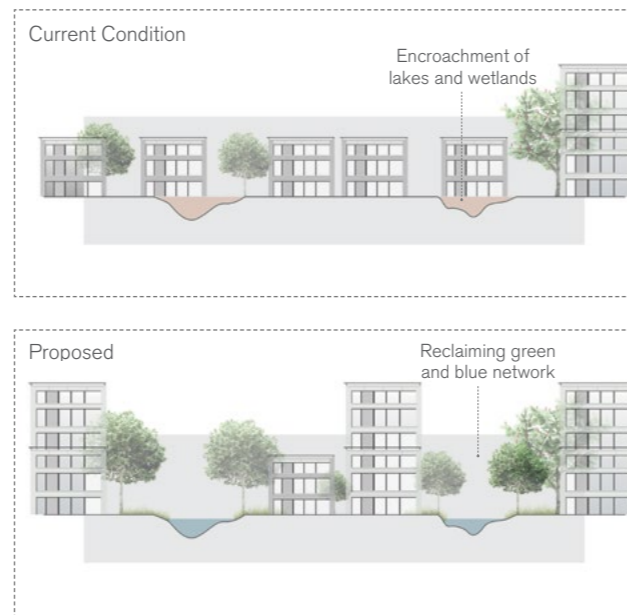 Current Condition
Encroachment of
lakes and wetlands
Proposed
Reclaiming green
and blue network